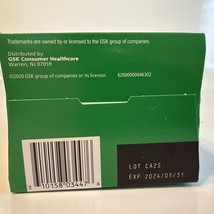 Trademarks are owned by or licensed to the GSK group of companies.
Distributed by:
GSK Consumer Healthcare
Warren, NJ 07059
©2020 GSK group of companies or its licensor 62000000046302
LOT CA2S
EXP 2024/05/31
3 10158 03447 8